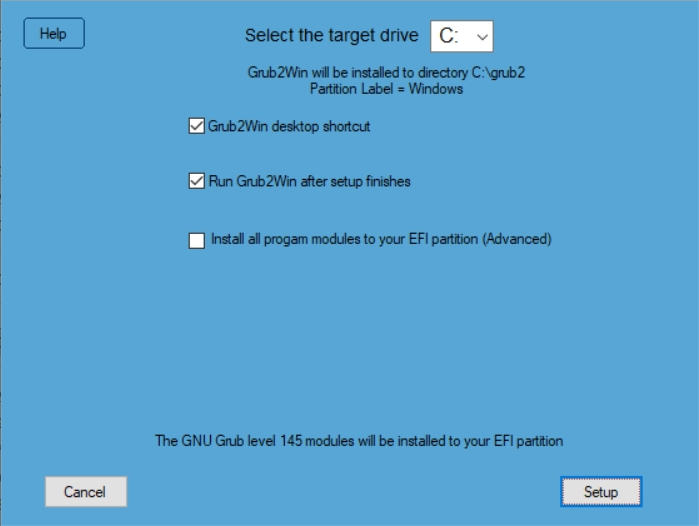 Help
Select the target drive C:
Grub2Win will be installed to directory C:\grub2
Partition Label = Windows
Grub2Win desktop shortcut
Run Grub2Win after setup finishes
Install all progam modules to your EFI partition (Advanced)
The GNU Grub level 145 modules will be installed to your EFI partition
Cancel
Setup